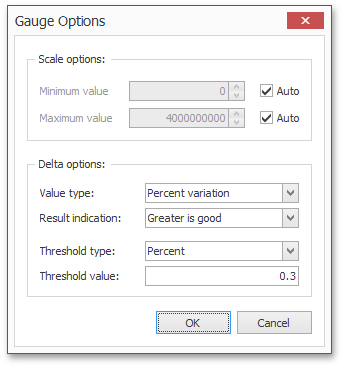 Gauge Options
Scale options:
Minimum value 0 Auto
Maximum value 4000000000 Auto
Delta options:
Value type: Percent variation
Result indication: Greater is good
Threshold type: Percent
Threshold value: 0.3
OK Cancel